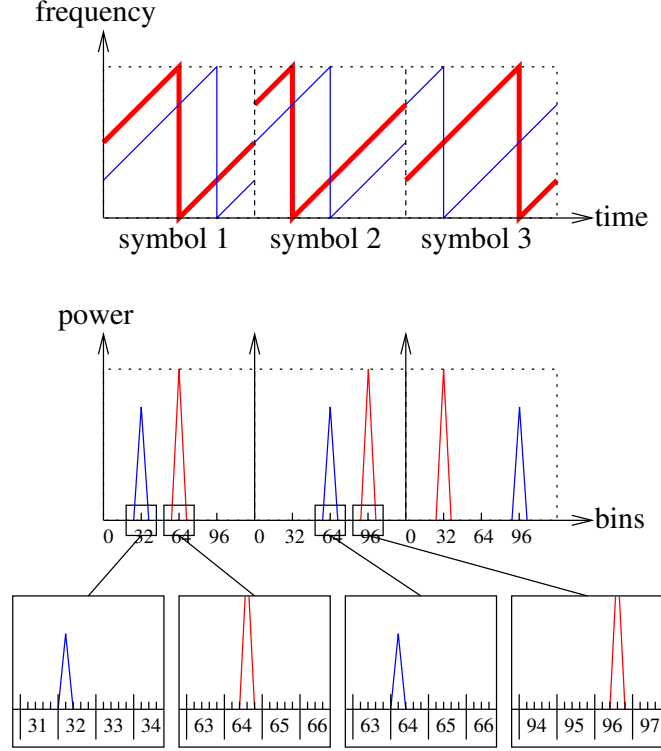 frequency
time
symbol 1 symbol 2 symbol 3
power
bins
0 32 64 96 0 32 64 96 0 32 64 96
31 32 33 34 63 64 65 66 63 64 65 66 94 95 96 97